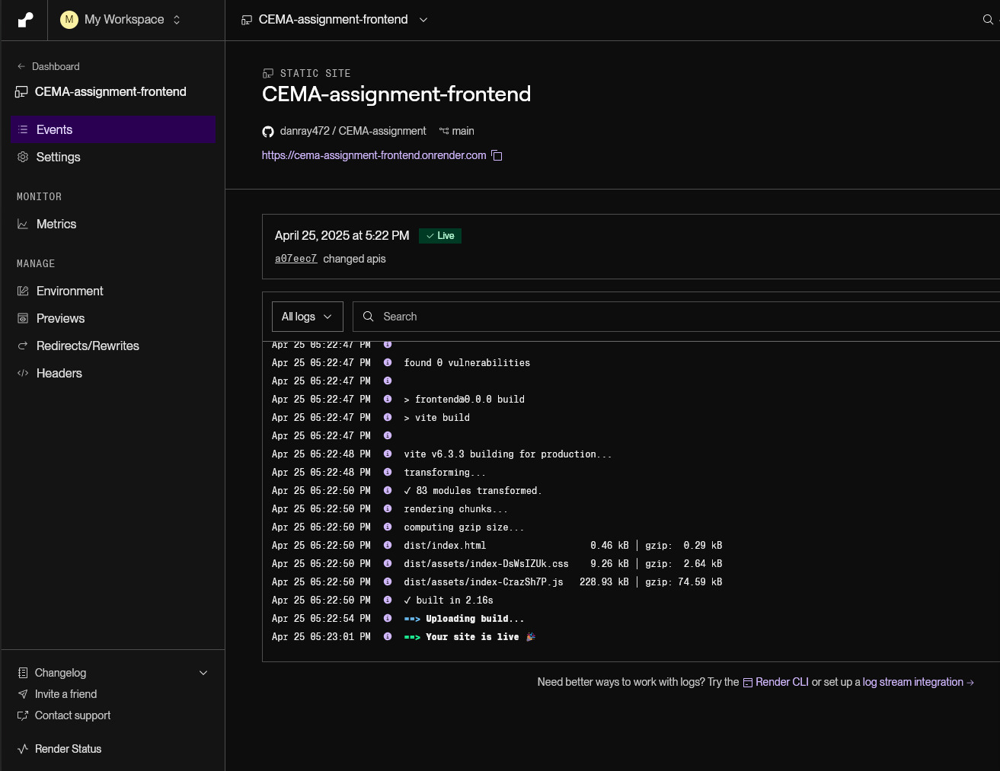 M My Workspace
CEMA-assignment-frontend
Dashboard
CEMA-assignment-frontend
Events
Settings
MONITOR
Metrics
MANAGE
Environment
Previews
Redirects/Rewrites
Headers
Changelog
Invite a friend
Contact support
Render Status
STATIC SITE
CEMA-assignment-frontend
danray472 / CEMA-assignment main
https://cema-assignment-frontend.onrender.com
April 25, 2025 at 5:22 PM ✓ Live
a07eec7 changed apis
All logs Search
Apr 25 05:22:47 PM
Apr 25 05:22:47 PM found 0 vulnerabilities
Apr 25 05:22:47 PM
Apr 25 05:22:47 PM > frontend@0.0.0 build
Apr 25 05:22:47 PM > vite build
Apr 25 05:22:47 PM
Apr 25 05:22:48 PM vite v6.3.3 building for production...
Apr 25 05:22:48 PM transforming...
Apr 25 05:22:50 PM ✓ 83 modules transformed.
Apr 25 05:22:50 PM rendering chunks...
Apr 25 05:22:50 PM computing gzip size...
Apr 25 05:22:50 PM dist/index.html 0.46 kB │ gzip: 0.29 kB
Apr 25 05:22:50 PM dist/assets/index-DsWsIZUk.css 9.26 kB │ gzip: 2.64 kB
Apr 25 05:22:50 PM dist/assets/index-CrazSh7P.js 228.93 kB │ gzip: 74.59 kB
Apr 25 05:22:50 PM ✓ built in 2.16s
Apr 25 05:22:54 PM ==> Uploading build...
Apr 25 05:23:01 PM ==> Your site is live 🎉
Need better ways to work with logs? Try the Render CLI or set up a log stream integration →